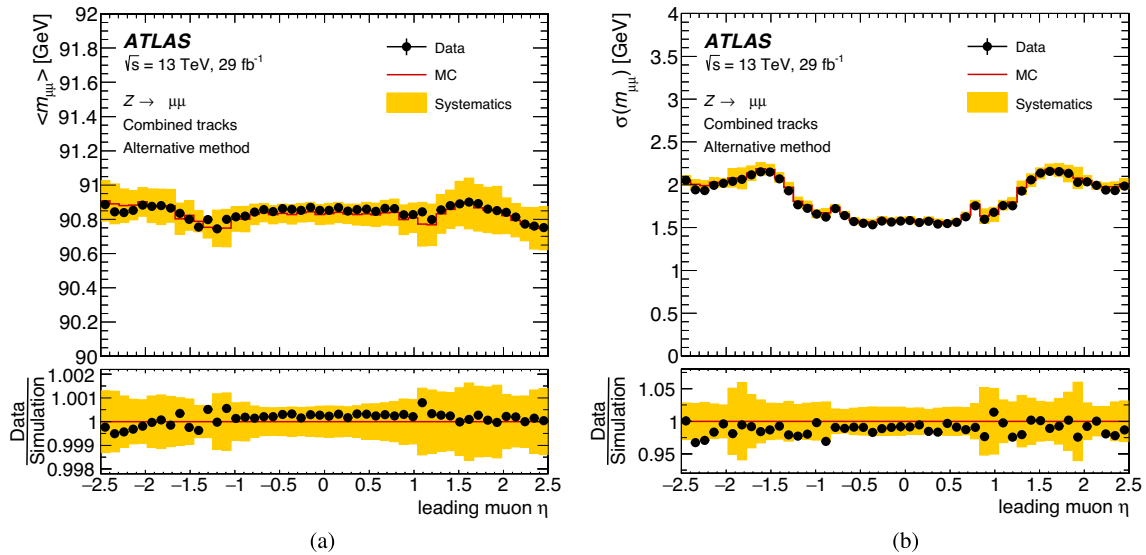 <m_μμ> [GeV]
92
91.8
91.6
91.4
91.2
91
90.8
90.6
90.4
90.2
90
ATLAS
√s = 13 TeV, 29 fb⁻¹
Z → μμ
Combined tracks
Alternative method
Data
MC
Systematics
Data
Simulation
1.002
1.001
1
0.999
0.998
−2.5 −2 −1.5 −1 −0.5 0 0.5 1 1.5 2 2.5
leading muon η
(a)
σ(m_μμ) [GeV]
4
3.5
3
2.5
2
1.5
1
0.5
0
ATLAS
√s = 13 TeV, 29 fb⁻¹
Z → μμ
Combined tracks
Alternative method
Data
MC
Systematics
Data
Simulation
1.05
1
0.95
−2.5 −2 −1.5 −1 −0.5 0 0.5 1 1.5 2 2.5
leading muon η
(b)